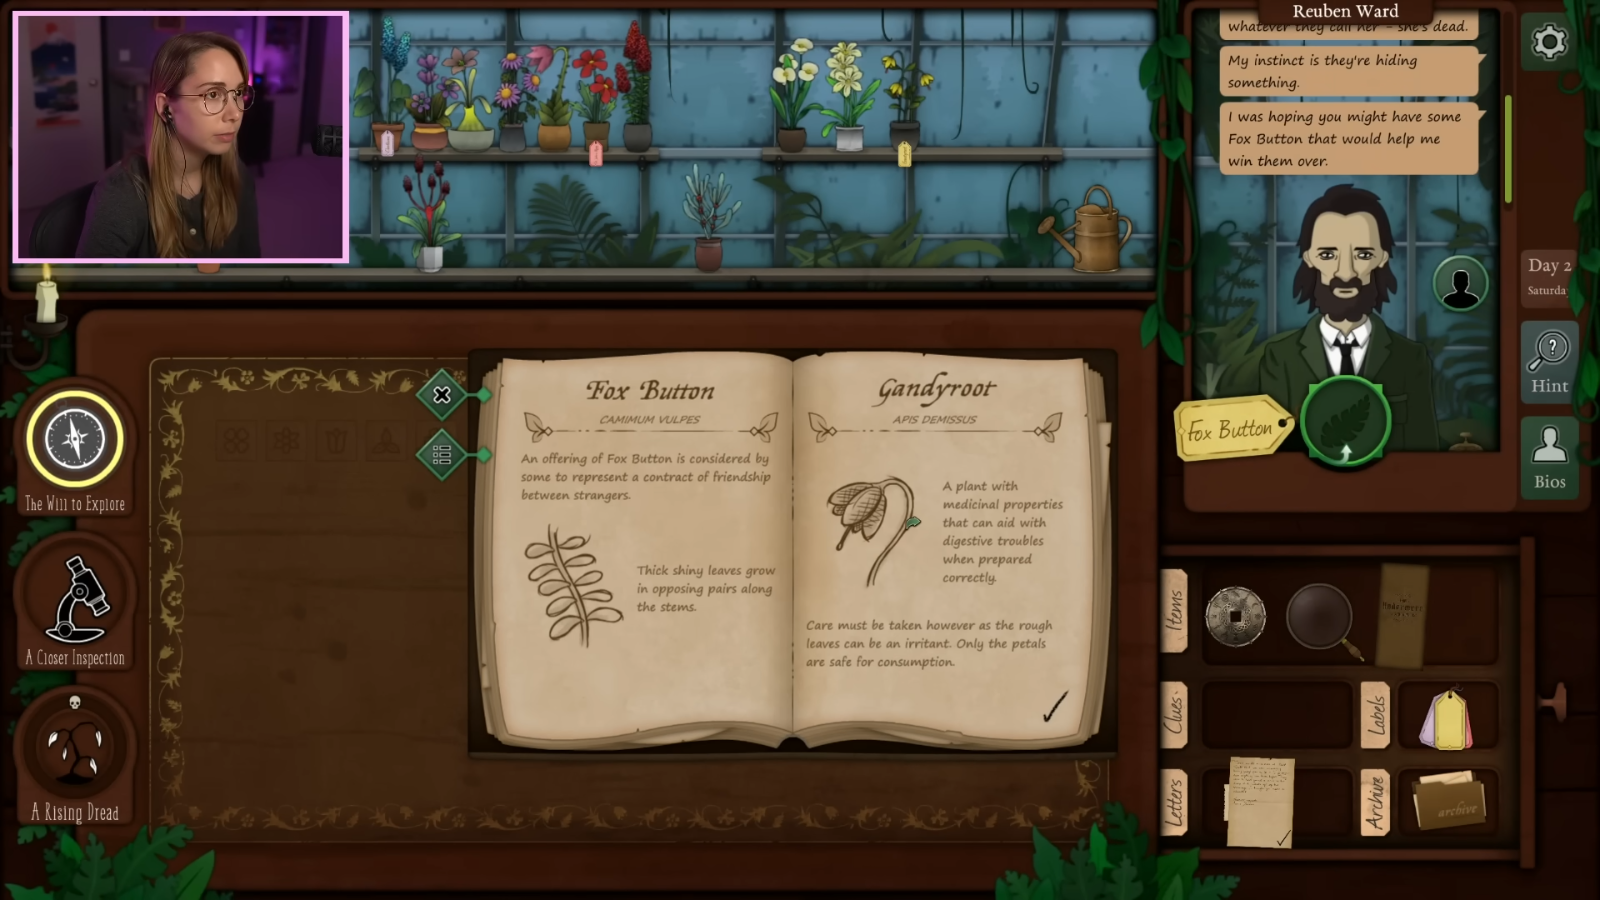 Reuben Ward
whatever they call her - she's dead.
My instinct is they're hiding
something.
I was hoping you might have some
Fox Button that would help me
win them over.
Day 2
Hint
Bios
Fox Button
The Will to Explore
A Closer Inspection
A Rising Dread
Fox Button
CAMIMUM VULPES
An offering of Fox Button is considered by
some to represent a contract of friendship
between strangers.
Thick shiny leaves grow
in opposing pairs along
the stems.
Gandyroot
APIS DEMISSUS
A plant with
medicinal properties
that can aid with
digestive troubles
when prepared
correctly.
Care must be taken however as the rough
leaves can be an irritant. Only the petals
are safe for consumption.
Items
Clues
Labels
Letters
Archive
archive